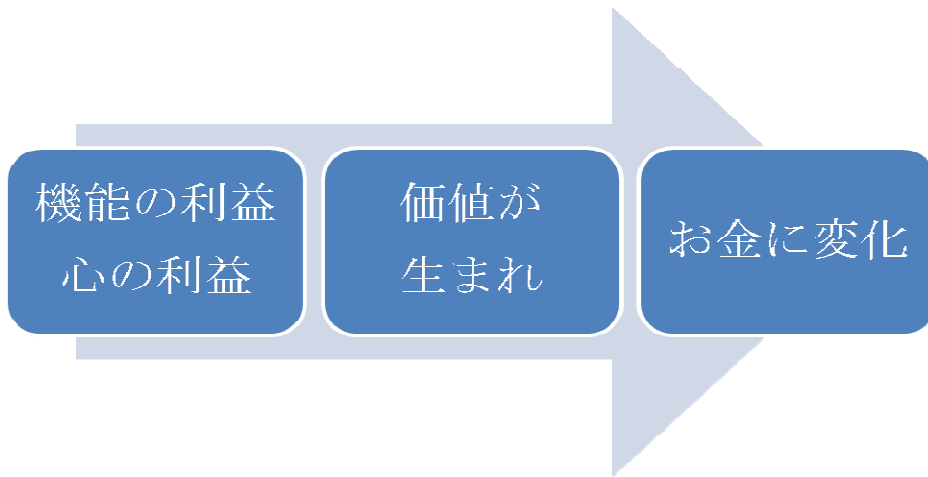 機能の利益
心の利益
価値が
生まれ
お金に変化